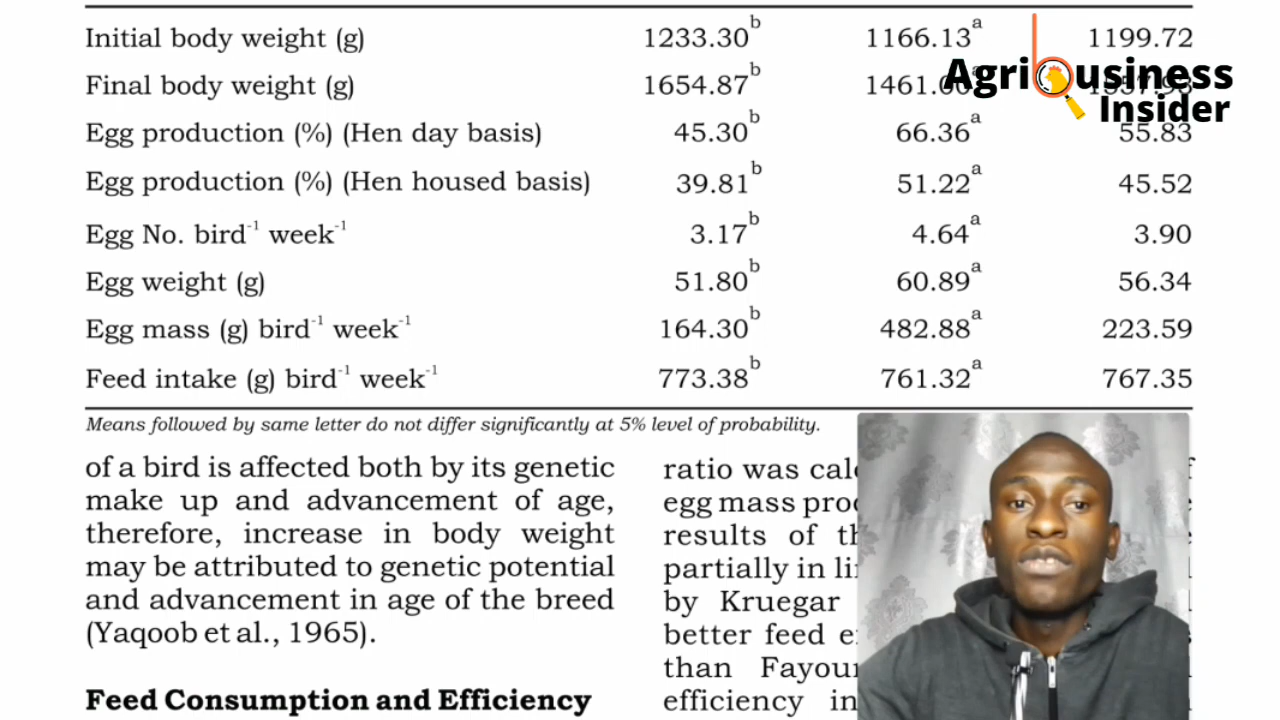 Initial body weight (g) 1233.30b 1166.13a 1199.72
Final body weight (g) 1654.87b
Agribusiness
Insider
Egg production (%) (Hen day basis) 45.30b 66.36a 55.83
Egg production (%) (Hen housed basis) 39.81b 51.22a 45.52
Egg No. bird-1 week-1 3.17b 4.64a 3.90
Egg weight (g) 51.80b 60.89a 56.34
Egg mass (g) bird-1 week-1 164.30b 482.88a 223.59
Feed intake (g) bird-1 week-1 773.38b 761.32a 767.35
Means followed by same letter do not differ significantly at 5% level of probability.
of a bird is affected both by its genetic
make up and advancement of age,
therefore, increase in body weight
may be attributed to genetic potential
and advancement in age of the breed
(Yaqoob et al., 1965).
Feed Consumption and Efficiency
ratio was
egg mass
results of
partially in
by Kruegar
better feed
than
efficiency in